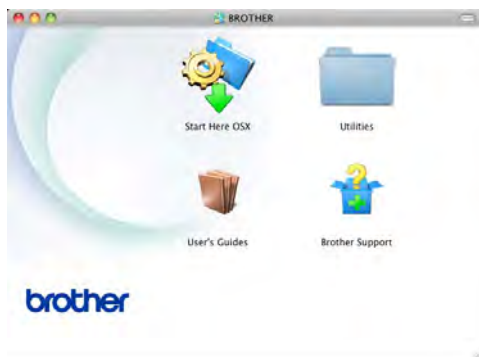 BROTHER
Start Here OSX
Utilities
User's Guides
Brother Support
brother